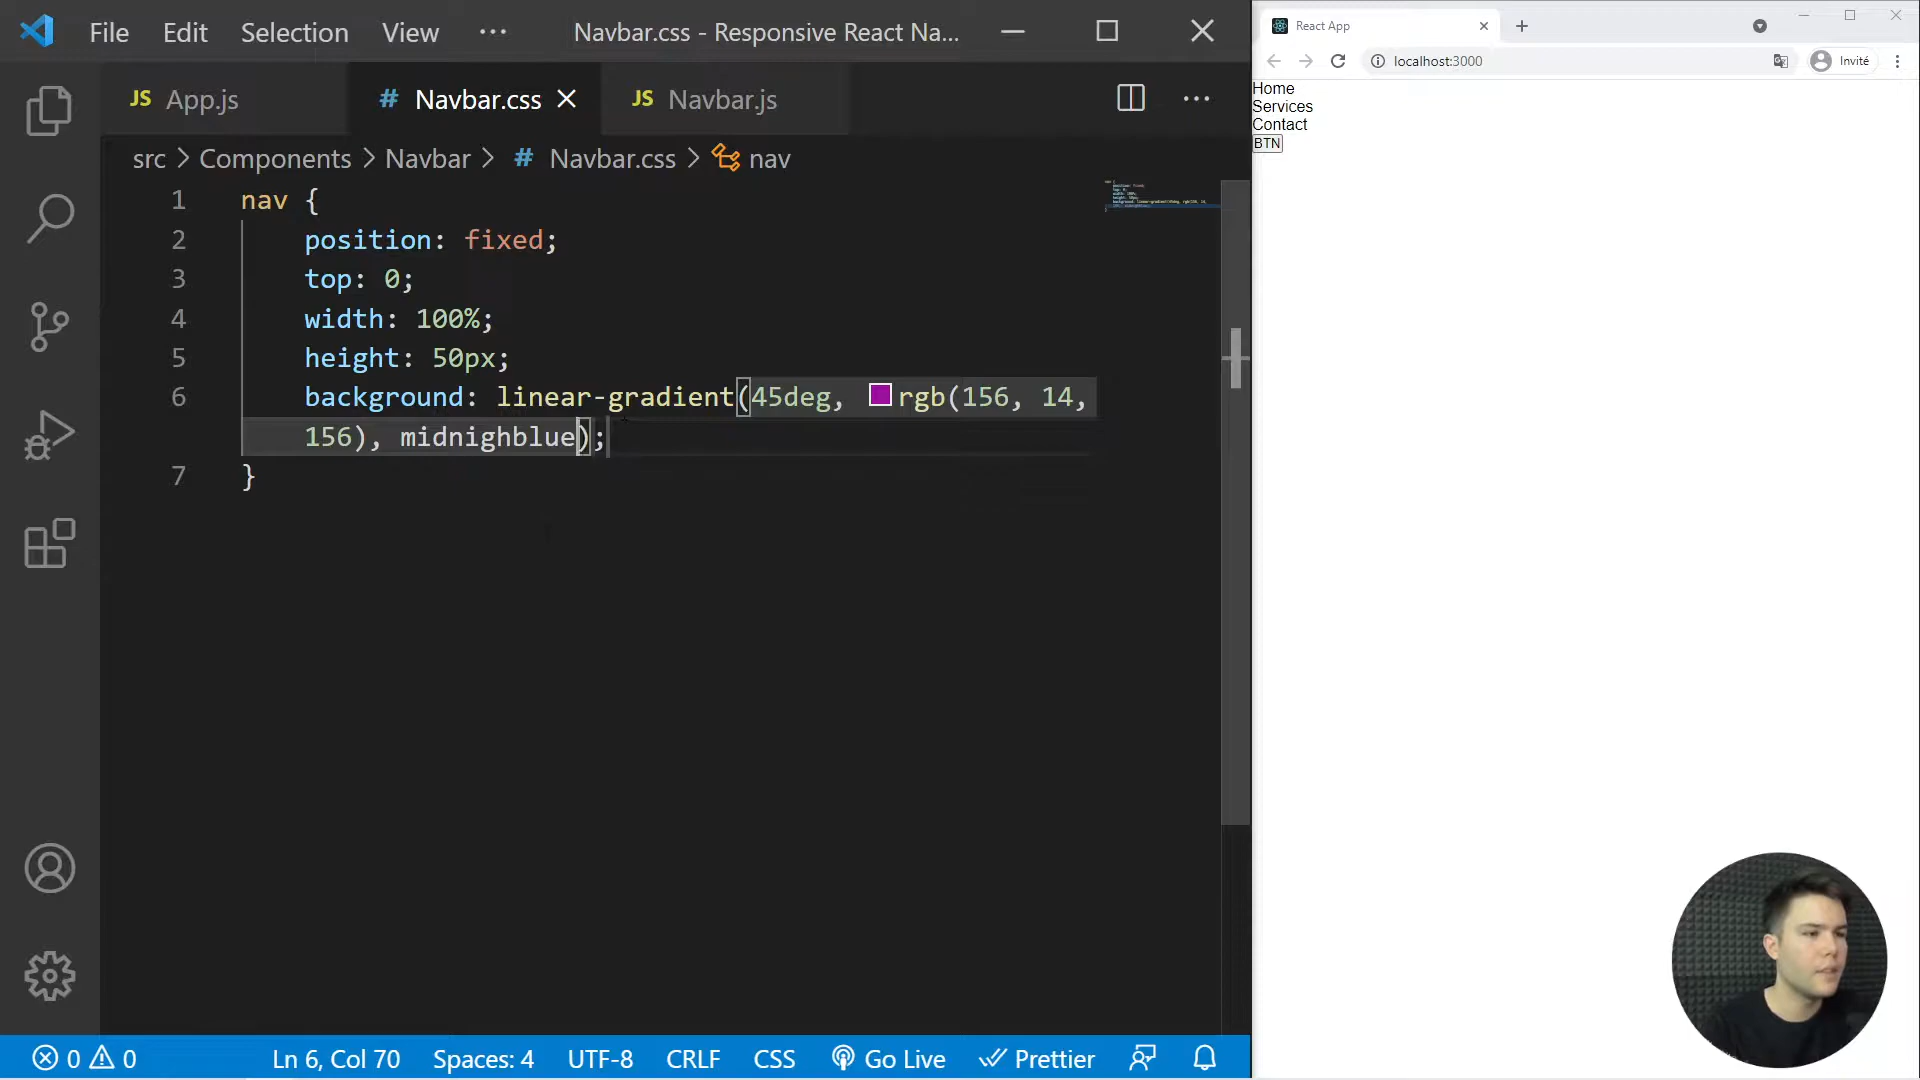 File Edit Selection View ··· Navbar.css - Responsive React Na...
JS App.js # Navbar.css JS Navbar.js ···
src > Components > Navbar > # Navbar.css > nav
1 nav {
2 position: fixed;
3 top: 0;
4 width: 100%;
5 height: 50px;
6 background: linear-gradient(45deg, rgb(156, 14,
156), midnighblue);
7 }
0 0 Ln 6, Col 70 Spaces: 4 UTF-8 CRLF CSS Go Live Prettier
React App
localhost:3000 Invité
Home
Services
Contact
BTN